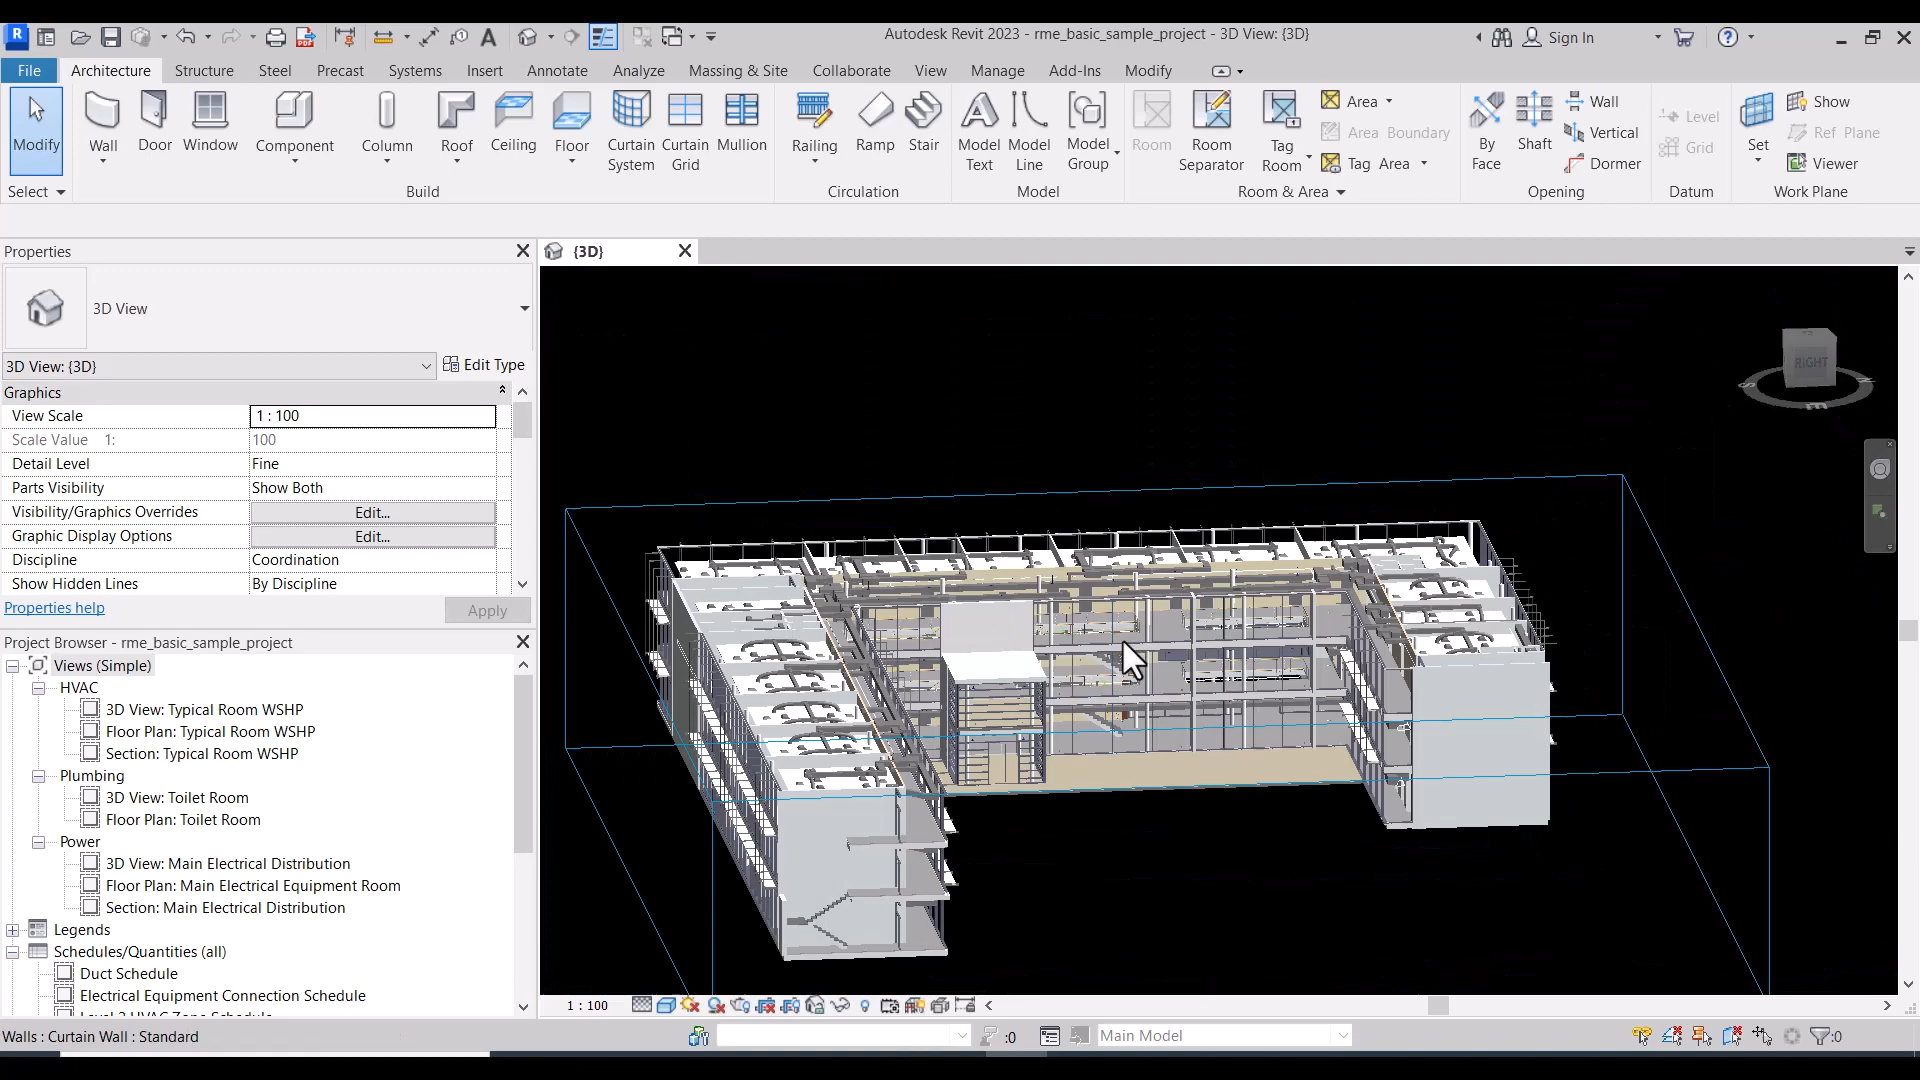 R
Autodesk Revit 2023 - rme_basic_sample_project - 3D View: {3D}
Sign In
File Architecture Structure Steel Precast Systems Insert Annotate Analyze Massing & Site Collaborate View Manage Add-Ins Modify
Modify
Wall
Door
Window
Component
Column
Roof
Ceiling
Floor
Curtain
System
Curtain
Grid
Mullion
Railing
Ramp
Stair
Model
Text
Model
Line
Model
Group
Room
Room
Separator
Tag
Room
Area
Area Boundary
Tag Area
By
Face
Shaft
Wall
Vertical
Dormer
Level
Grid
Set
Show
Ref Plane
Viewer
Select
Build
Circulation
Model
Room & Area
Opening
Datum
Work Plane
Properties
{3D}
3D View
3D View: {3D}
Edit Type
Graphics
View Scale 1 : 100
Scale Value 1: 100
Detail Level Fine
Parts Visibility Show Both
Visibility/Graphics Overrides Edit...
Graphic Display Options Edit...
Discipline Coordination
Show Hidden Lines By Discipline
Properties help
Apply
Project Browser - rme_basic_sample_project
Views (Simple)
HVAC
3D View: Typical Room WSHP
Floor Plan: Typical Room WSHP
Section: Typical Room WSHP
Plumbing
3D View: Toilet Room
Floor Plan: Toilet Room
Power
3D View: Main Electrical Distribution
Floor Plan: Main Electrical Equipment Room
Section: Main Electrical Distribution
Legends
Schedules/Quantities (all)
Duct Schedule
Electrical Equipment Connection Schedule
RIGHT
1 : 100
Walls : Curtain Wall : Standard
:0
Main Model
:0